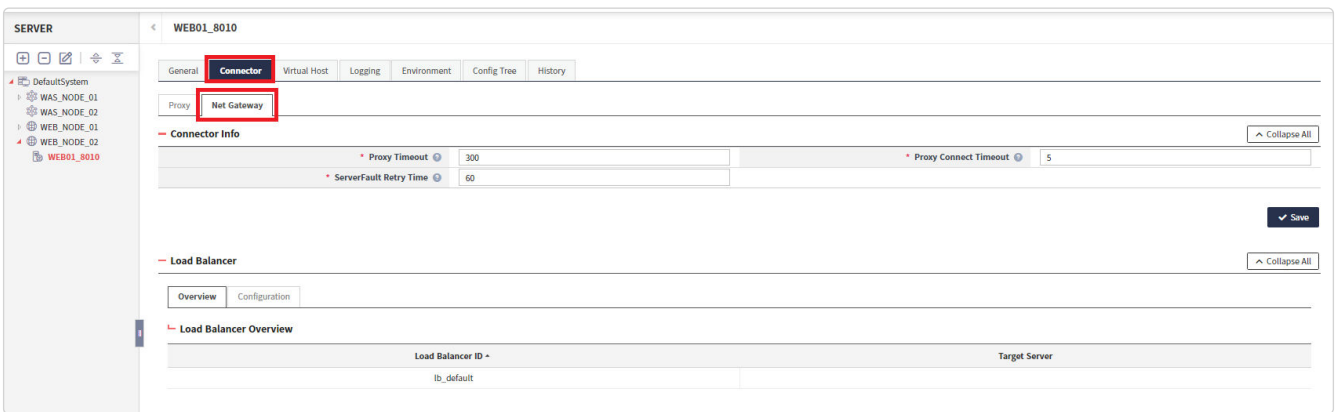 SERVER
WEB01_8010
DefaultSystem
WAS_NODE_01
WAS_NODE_02
WEB_NODE_01
WEB_NODE_02
WEB01_8010
General Connector Virtual Host Logging Environment Config Tree History
Proxy Net Gateway
Connector Info
Collapse All
* Proxy Timeout ? 300 * Proxy Connect Timeout ? 5
* ServerFault Retry Time ? 60
Save
Load Balancer
Collapse All
Overview Configuration
Load Balancer Overview
Load Balancer ID Target Server
lb_default